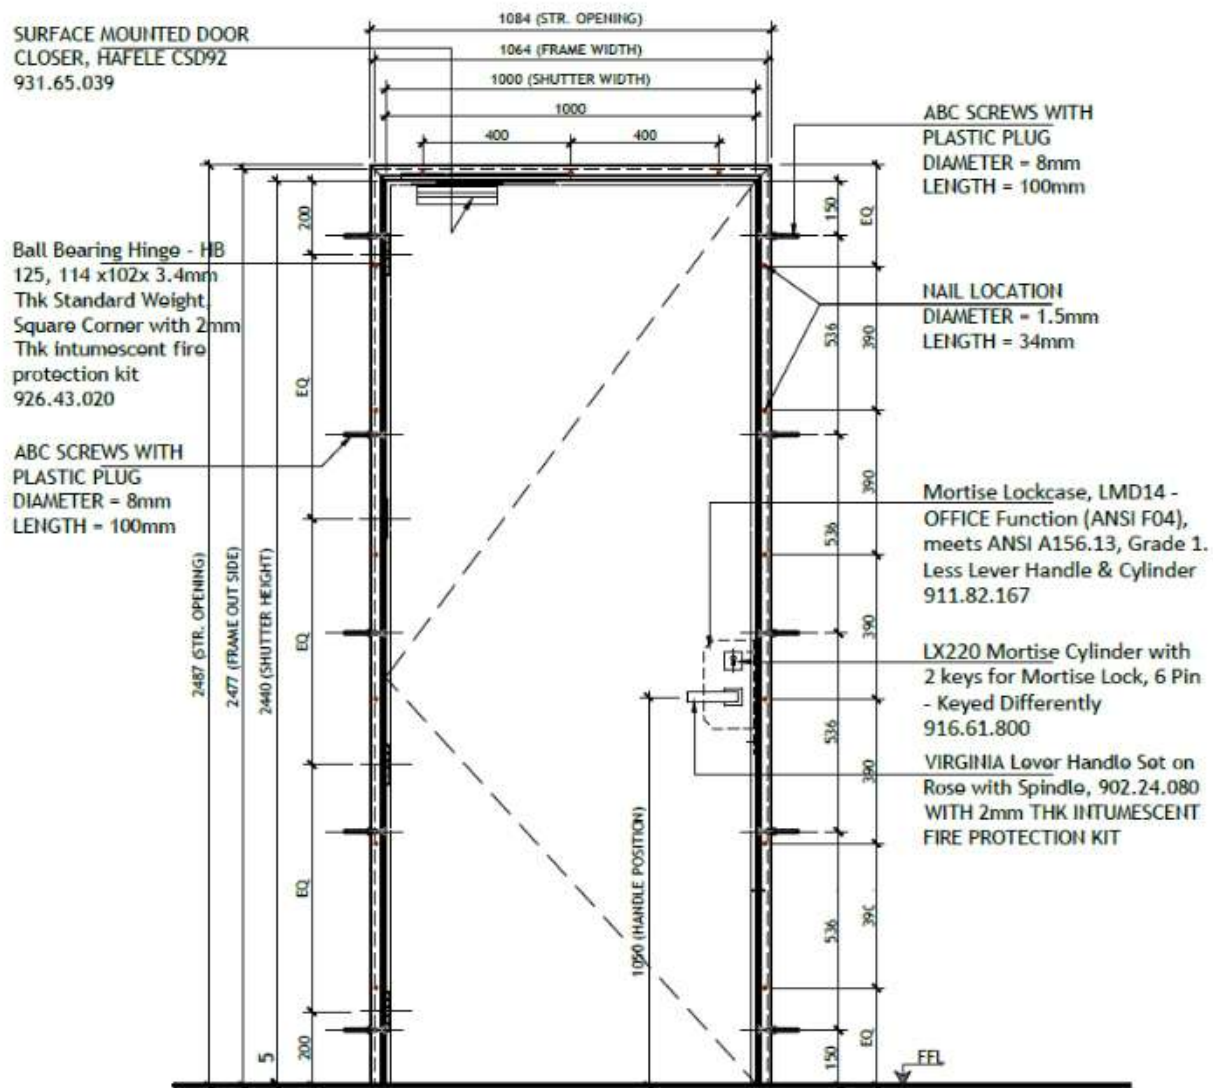 1084 (STR. OPENING)
1064 (FRAME WIDTH)
1000 (SHUTTER WIDTH)
1000
400
400
SURFACE MOUNTED DOOR
CLOSER, HAFELE CSD92
931.65.039
ABC SCREWS WITH
PLASTIC PLUG
DIAMETER = 8mm
LENGTH = 100mm
200
150
EQ
Ball Bearing Hinge - HB
125, 114 x102x 3.4mm
Thk Standard Weight,
Square Corner with 2mm
Thk intumescent fire
protection kit
926.43.020
NAIL LOCATION
DIAMETER = 1.5mm
LENGTH = 34mm
536
390
EQ
ABC SCREWS WITH
PLASTIC PLUG
DIAMETER = 8mm
LENGTH = 100mm
390
536
Mortise Lockcase, LMD14 -
OFFICE Function (ANSI F04),
meets ANSI A156.13, Grade 1.
Less Lever Handle & Cylinder
911.82.167
2487 (STR. OPENING)
2477 (FRAME OUT SIDE)
2440 (SHUTTER HEIGHT)
EQ
390
LX220 Mortise Cylinder with
2 keys for Mortise Lock, 6 Pin
- Keyed Differently
916.61.800
536
390
VIRGINIA Lever Handle Set on
Rose with Spindle, 902.24.080
WITH 2mm THK INTUMESCENT
FIRE PROTECTION KIT
1050 (HANDLE POSITION)
EQ
536
390
200
5
150
EQ
FFL